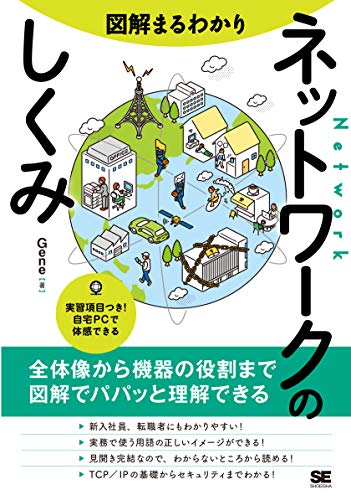 図解まるわかり
ネットワークの
しくみ
Network
Gene[著]
OFFICE
実習項目つき!
自宅PCで
体感できる
全体像から機器の役割まで
図解でパパッと理解できる
▶ 新入社員、転職者にもわかりやすい!
▶ 実務で使う用語の正しいイメージができる!
▶ 見開き完結なので、わからないところから読める!
▶ TCP/IPの基礎からセキュリティまでわかる!
SE
SHOEISHA